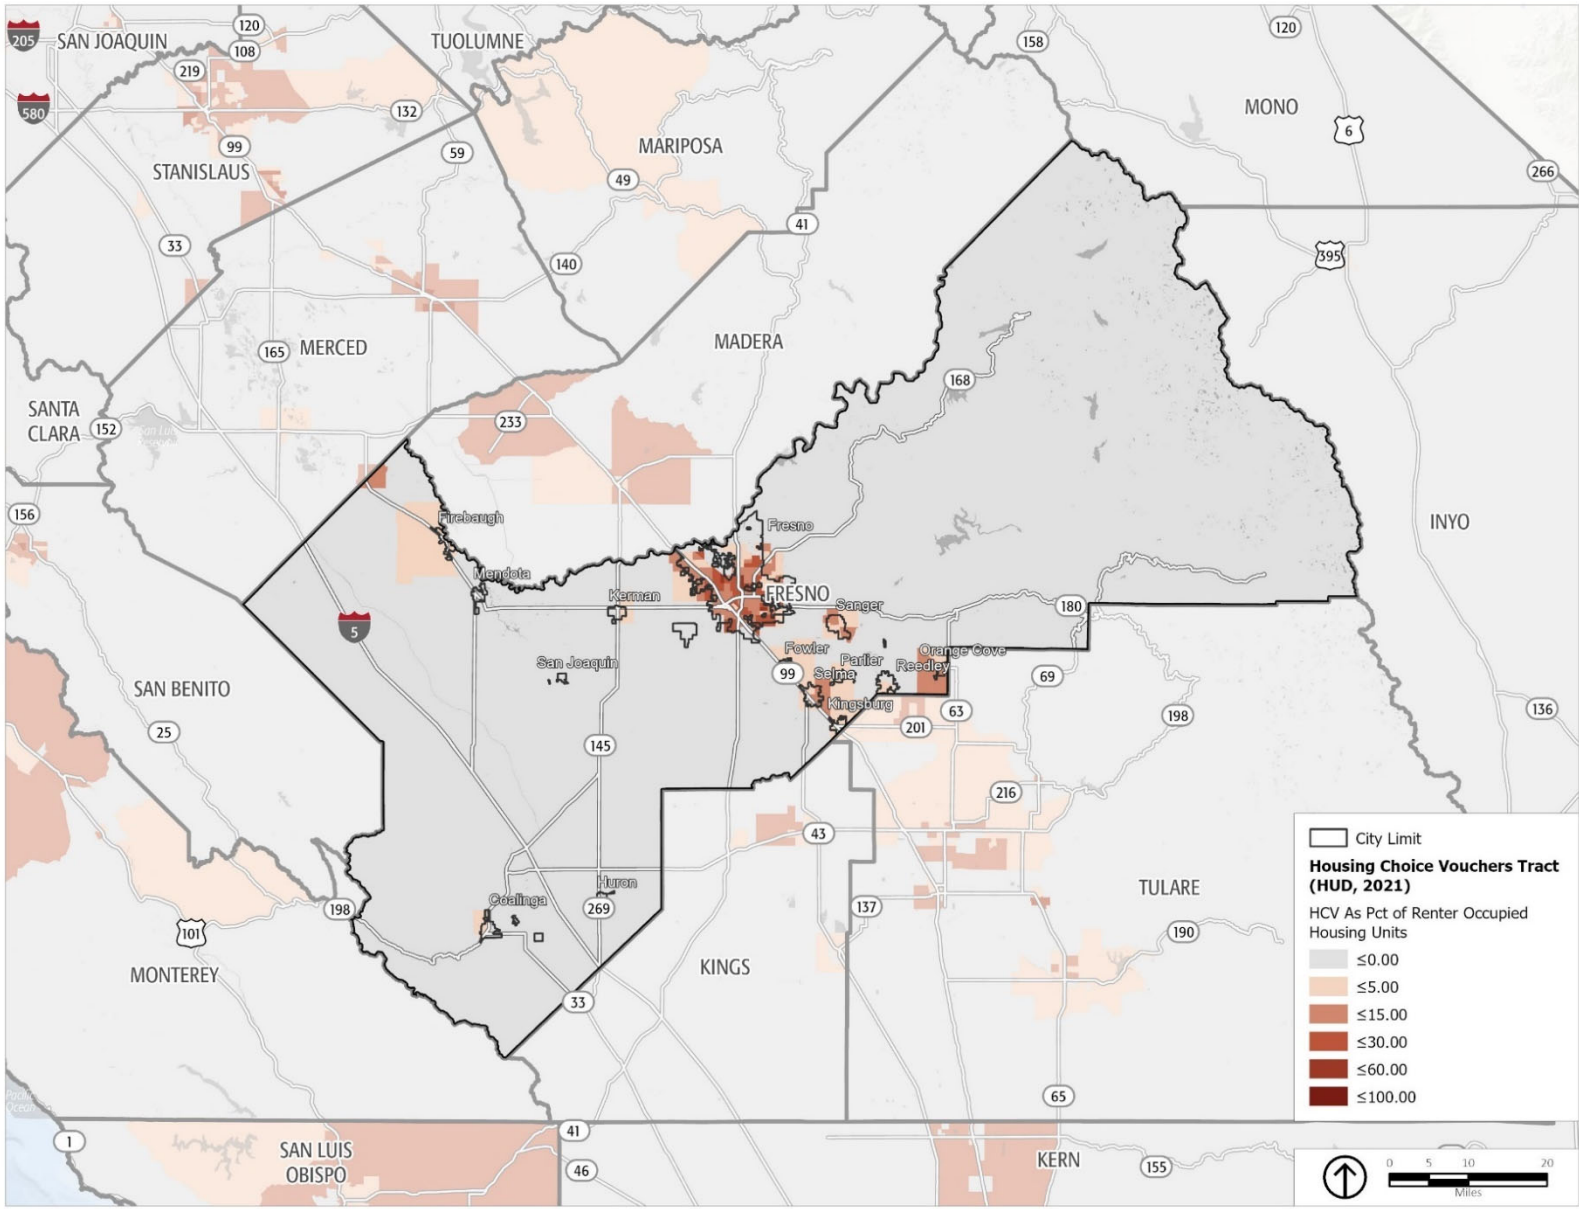 205
SAN JOAQUIN
120
108
TUOLUMNE
158
120
219
580
132
MONO
6
99
59
MARIPOSA
STANISLAUS
49
266
33
41
140
395
165
MERCED
MADERA
168
SANTA
CLARA
152
San Luis
233
156
Firebaugh
Fresno
INYO
Mendota
Kerman
FRESNO
Sanger
180
5
Fowler
Orange Cove
San Joaquin
Parlier
Reedley
99
Selma
69
SAN BENITO
Kingsburg
63
198
136
25
201
145
216
43
Huron
Coalinga
TULARE
198
269
137
101
190
MONTEREY
KINGS
33
65
Pacific
Ocean
1
41
SAN LUIS
OBISPO
46
KERN
155
City Limit
Housing Choice Vouchers Tract
(HUD, 2021)
HCV As Pct of Renter Occupied
Housing Units
≤0.00
≤5.00
≤15.00
≤30.00
≤60.00
≤100.00
0 5 10 20
Miles